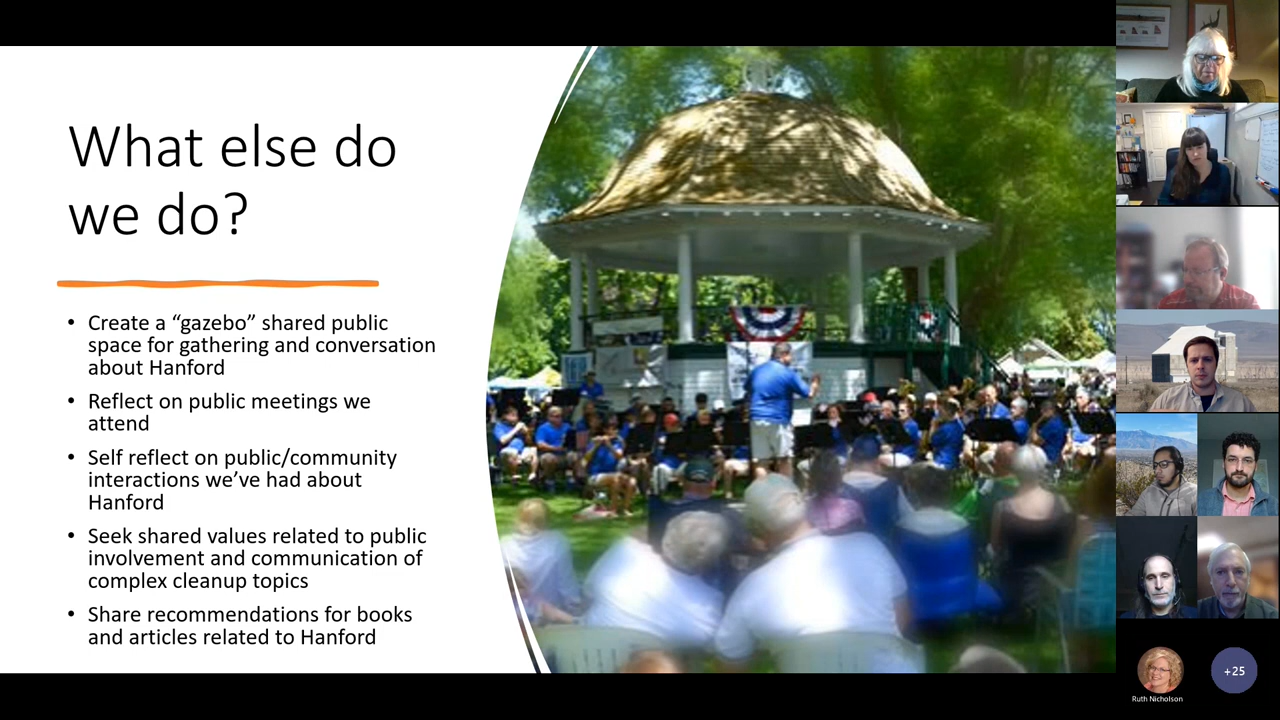 What else do
we do?
• Create a “gazebo” shared public
space for gathering and conversation
about Hanford
• Reflect on public meetings we
attend
• Self reflect on public/community
interactions we’ve had about
Hanford
• Seek shared values related to public
involvement and communication of
complex cleanup topics
• Share recommendations for books
and articles related to Hanford
Ruth Nicholson
+25